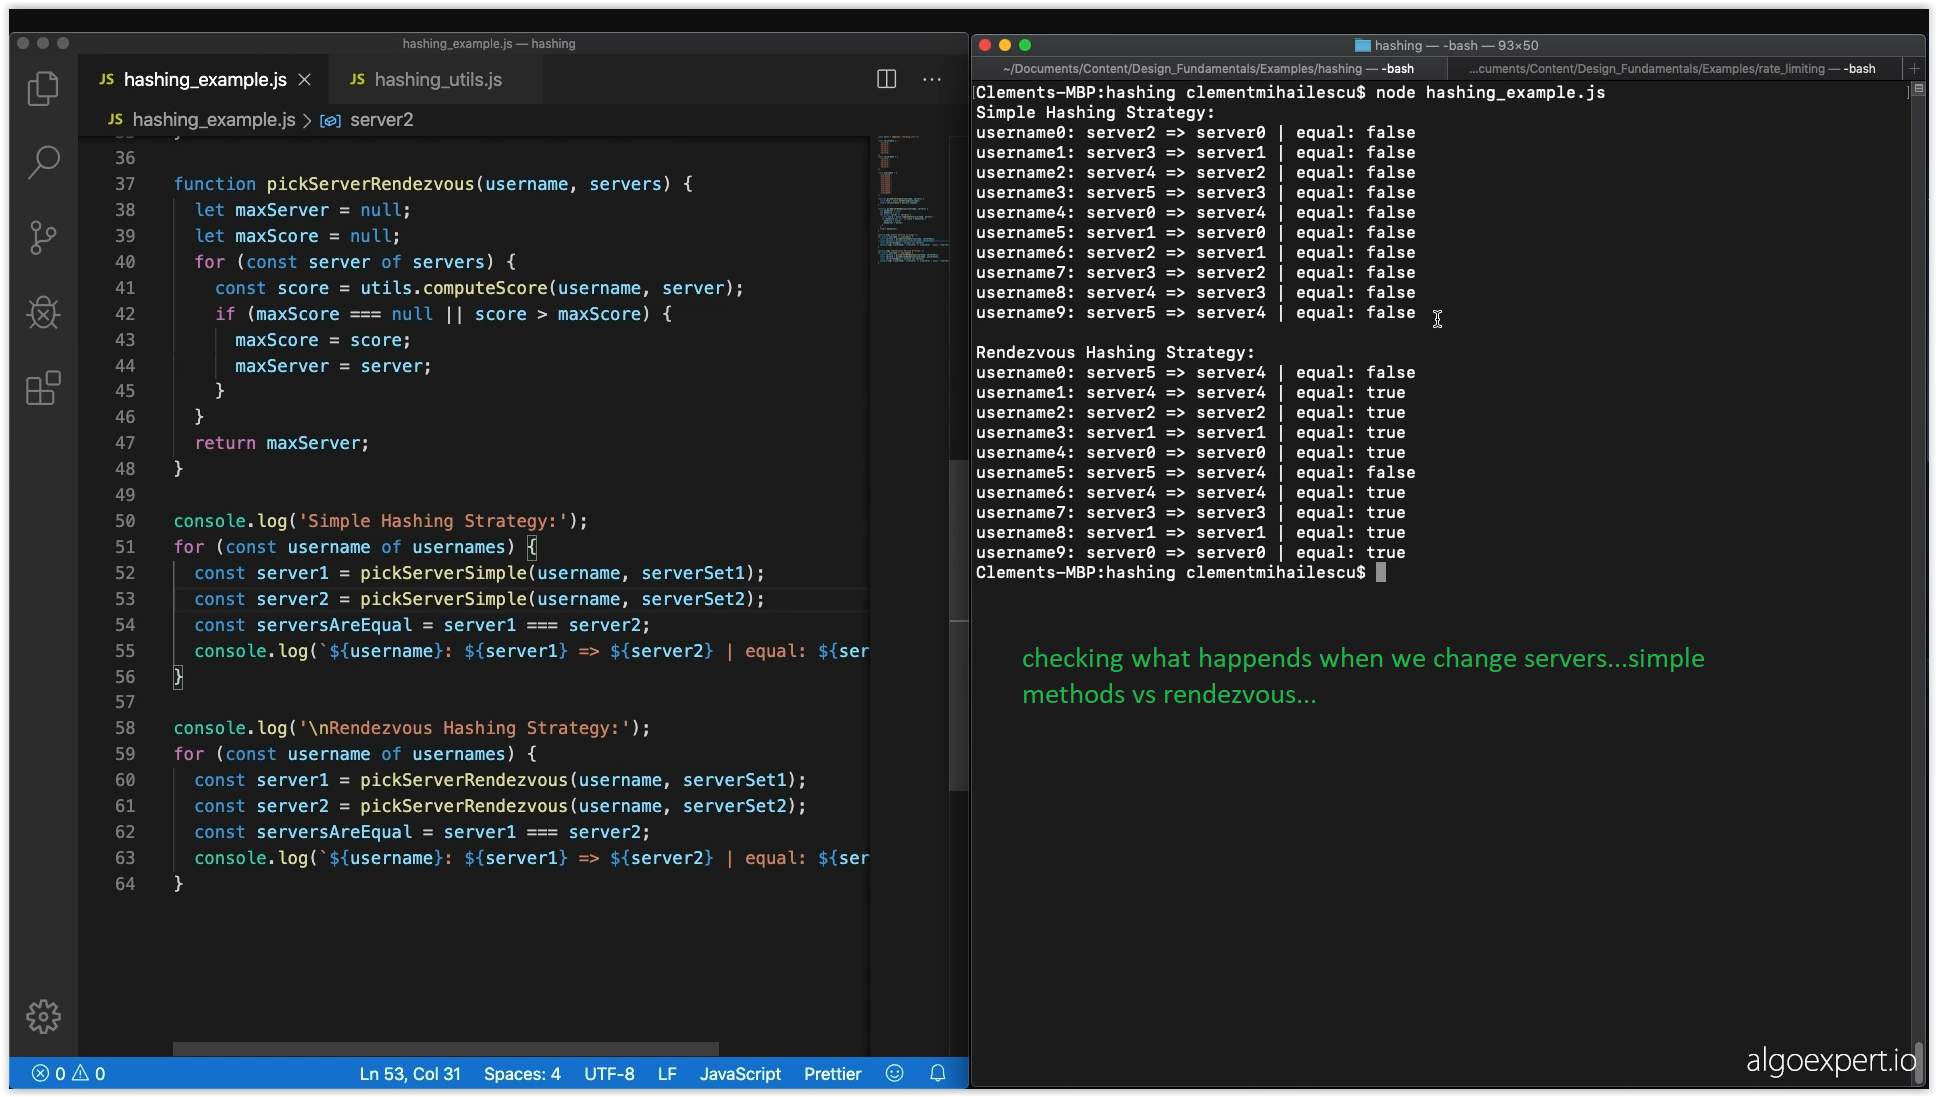 hashing_example.js — hashing
JS hashing_example.js
JS hashing_utils.js
JS hashing_example.js > server2
36
37 function pickServerRendezvous(username, servers) {
38 let maxServer = null;
39 let maxScore = null;
40 for (const server of servers) {
41 const score = utils.computeScore(username, server);
42 if (maxScore === null || score > maxScore) {
43 maxScore = score;
44 maxServer = server;
45 }
46 }
47 return maxServer;
48 }
49
50 console.log('Simple Hashing Strategy:');
51 for (const username of usernames) {
52 const server1 = pickServerSimple(username, serverSet1);
53 const server2 = pickServerSimple(username, serverSet2);
54 const serversAreEqual = server1 === server2;
55 console.log(`${username}: ${server1} => ${server2} | equal: ${ser
56 }
57
58 console.log('\nRendezvous Hashing Strategy:');
59 for (const username of usernames) {
60 const server1 = pickServerRendezvous(username, serverSet1);
61 const server2 = pickServerRendezvous(username, serverSet2);
62 const serversAreEqual = server1 === server2;
63 console.log(`${username}: ${server1} => ${server2} | equal: ${ser
64 }
0 0 Ln 53, Col 31 Spaces: 4 UTF-8 LF JavaScript Prettier
hashing — -bash — 93×50
~/Documents/Content/Design_Fundamentals/Examples/hashing — -bash
...cuments/Content/Design_Fundamentals/Examples/rate_limiting — -bash
[Clements-MBP:hashing clementmihailescu$ node hashing_example.js ]
Simple Hashing Strategy:
username0: server2 => server0 | equal: false
username1: server3 => server1 | equal: false
username2: server4 => server2 | equal: false
username3: server5 => server3 | equal: false
username4: server0 => server4 | equal: false
username5: server1 => server0 | equal: false
username6: server2 => server1 | equal: false
username7: server3 => server2 | equal: false
username8: server4 => server3 | equal: false
username9: server5 => server4 | equal: false
Rendezvous Hashing Strategy:
username0: server5 => server4 | equal: false
username1: server4 => server4 | equal: true
username2: server2 => server2 | equal: true
username3: server1 => server1 | equal: true
username4: server0 => server0 | equal: true
username5: server5 => server4 | equal: false
username6: server4 => server4 | equal: true
username7: server3 => server3 | equal: true
username8: server1 => server1 | equal: true
username9: server0 => server0 | equal: true
Clements-MBP:hashing clementmihailescu$
checking what happends when we change servers...simple
methods vs rendezvous...
algoexpert.io